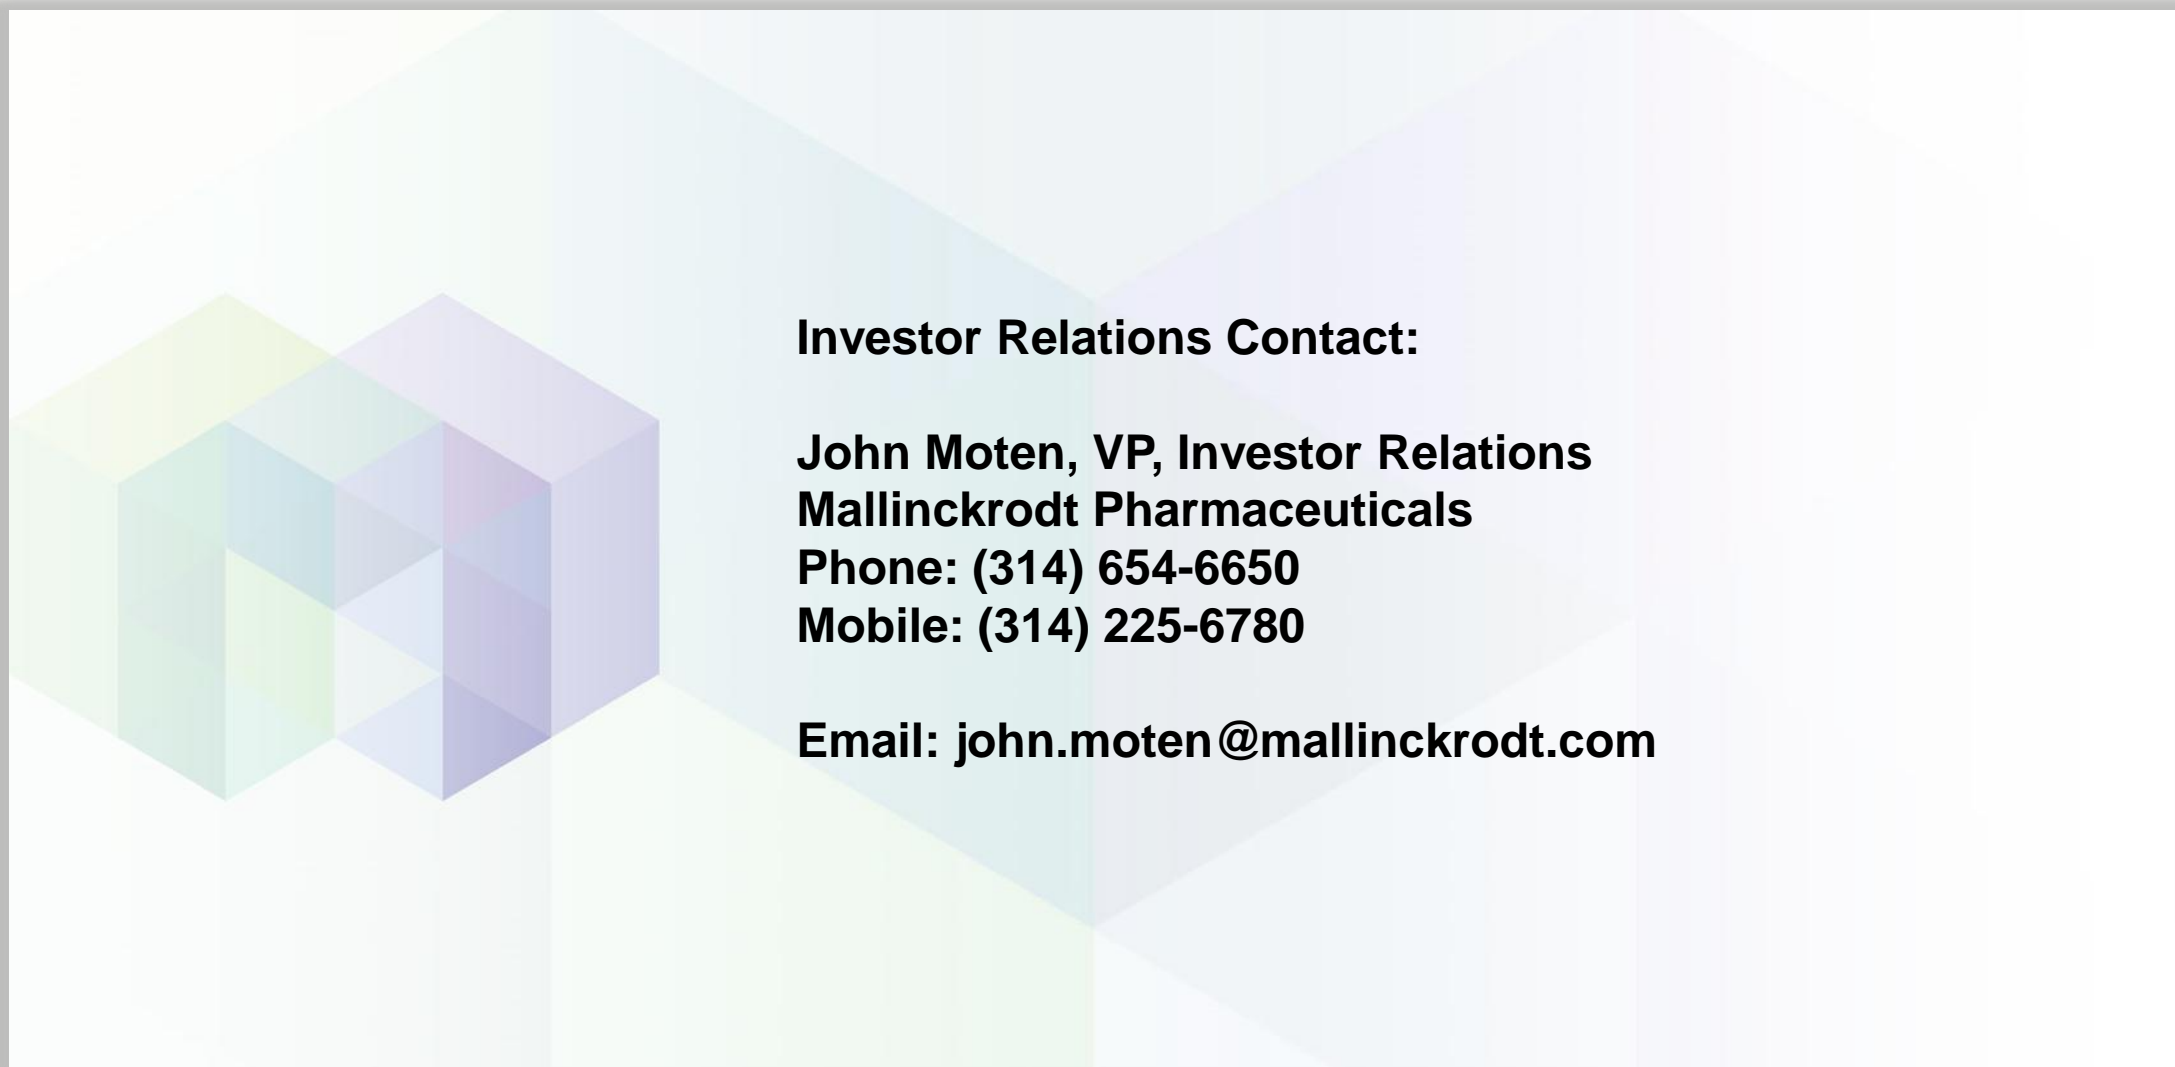 Investor Relations Contact:
John Moten, VP, Investor Relations
Mallinckrodt Pharmaceuticals
Phone: (314) 654-6650
Mobile: (314) 225-6780
Email: john.moten@mallinckrodt.com